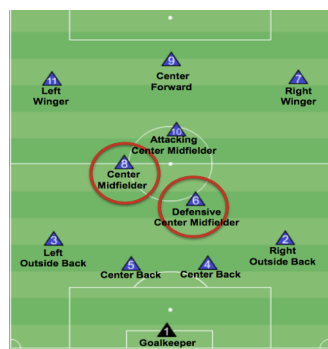 9
Center
Forward
11
Left
Winger
7
Right
Winger
10
Attacking
Center Midfielder
8
Center
Midfielder
6
Defensive
Center Midfielder
3
Left
Outside Back
2
Right
Outside Back
5
Center Back
4
Center Back
1
Goalkeeper